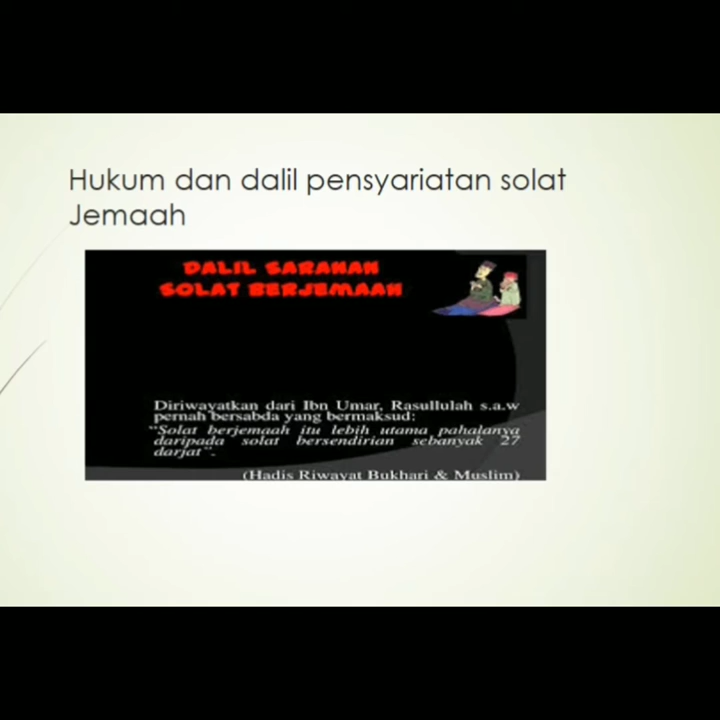 Hukum dan dalil pensyariatan solat
Jemaah
DALIL SARANAN
SOLAT BERJEMAAH
Diriwayatkan dari Ibn Umar, Rasullulah s.a.w
pernah bersabda yang bermaksud:
"Solat berjemaah itu lebih utama pahalanya
daripada solat bersendirian sebanyak 27
darjat".
(Hadis Riwayat Bukhari & Muslim)